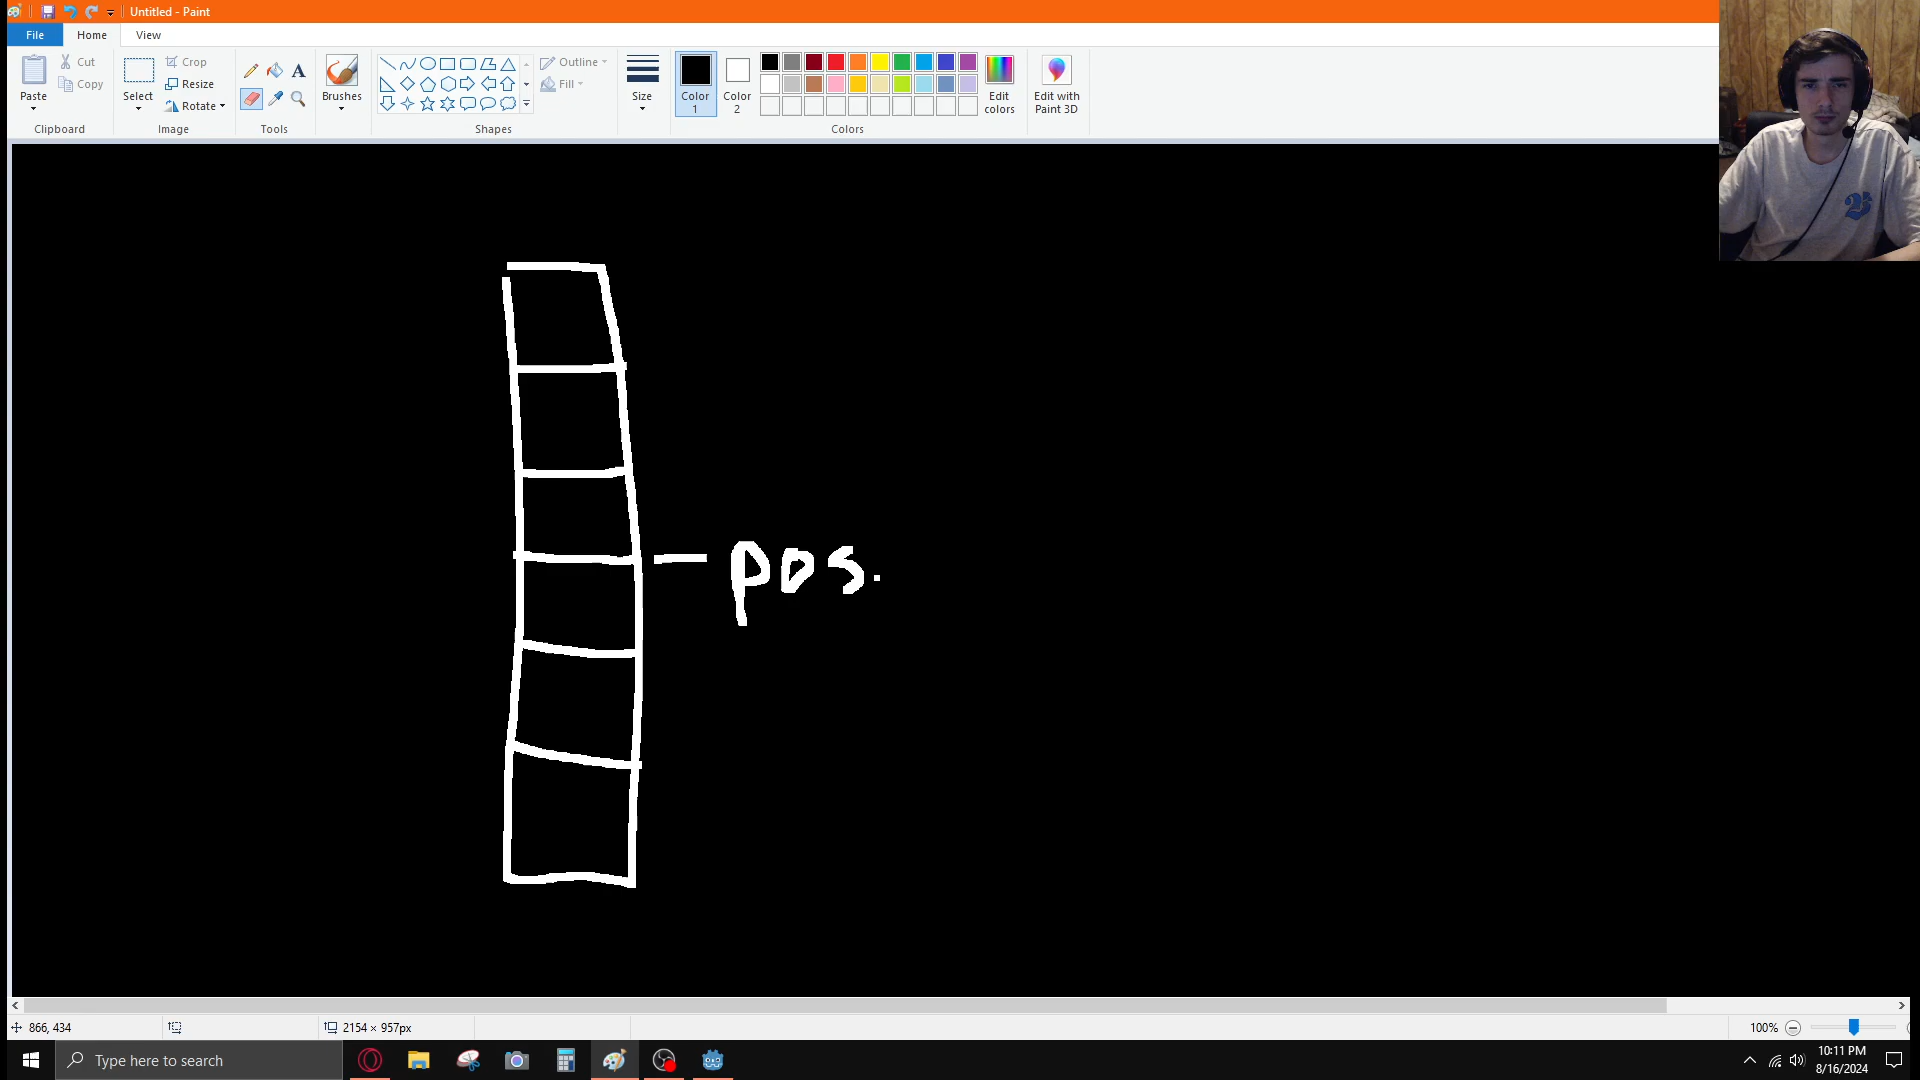 Untitled - Paint
File Home View
Paste Cut Copy Clipboard
Select Crop Resize Rotate Image
Tools
Brushes
Outline Fill Shapes
Size
Color 1 Color 2 Edit colors Colors
Edit with Paint 3D
- pos.
866, 434 2154 × 957px 100%
Type here to search
10:11 PM
8/16/2024